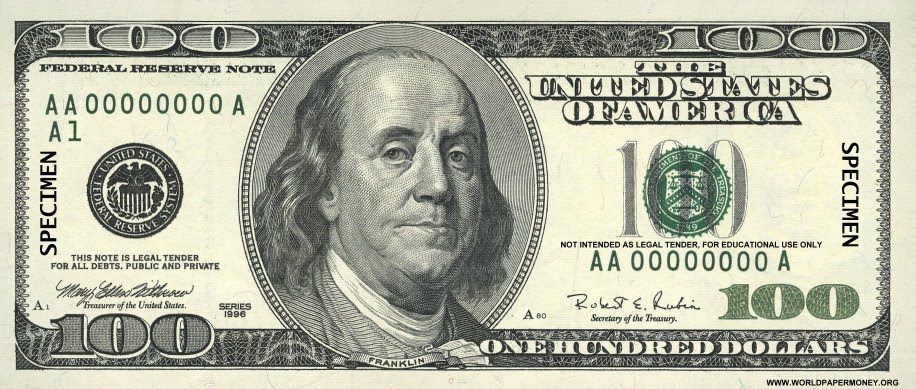 100
100
FEDERAL RESERVE NOTE
THE
UNITED STATES
OF AMERICA
AA 00000000 A
A1
SPECIMEN
UNITED STATES
FEDERAL RESERVE SYSTEM
100
SPECIMEN
NOT INTENDED AS LEGAL TENDER, FOR EDUCATIONAL USE ONLY
THIS NOTE IS LEGAL TENDER
FOR ALL DEBTS, PUBLIC AND PRIVATE
AA 00000000 A
Treasurer of the United States.
A1
SERIES
1996
A 80
Robert E. Rubin
Secretary of the Treasury.
100
100
FRANKLIN
ONE HUNDRED DOLLARS
WWW.WORLDPAPERMONEY.ORG